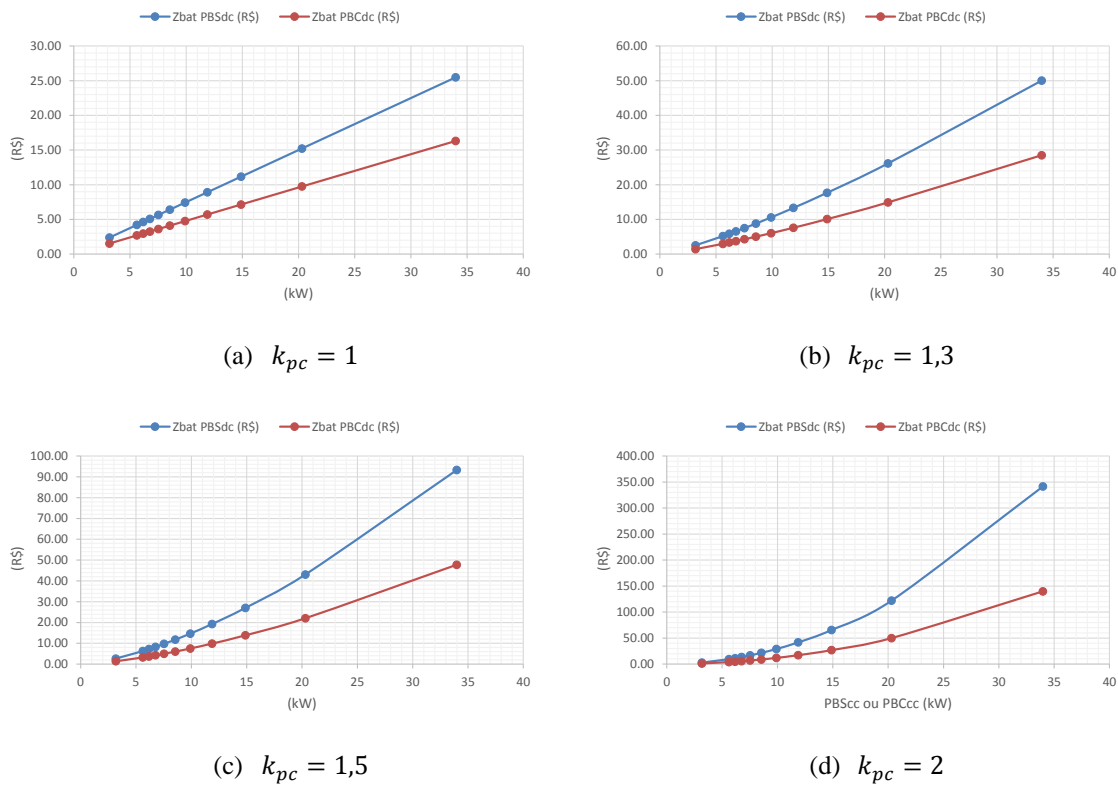 Zbat PBSdc (R$) Zbat PBCdc (R$)
30.00
25.00
20.00
15.00
10.00
5.00
0.00
(R$)
0 5 10 15 20 25 30 35 40
(kW)
(a) k_pc = 1
Zbat PBSdc (R$) Zbat PBCdc (R$)
60.00
50.00
40.00
30.00
20.00
10.00
0.00
(R$)
0 5 10 15 20 25 30 35 40
(kW)
(b) k_pc = 1,3
Zbat PBSdc (R$) Zbat PBCdc (R$)
100.00
90.00
80.00
70.00
60.00
50.00
40.00
30.00
20.00
10.00
0.00
(R$)
0 5 10 15 20 25 30 35 40
(kW)
(c) k_pc = 1,5
Zbat PBSdc (R$) Zbat PBCdc (R$)
400.00
350.00
300.00
250.00
200.00
150.00
100.00
50.00
0.00
(R$)
0 5 10 15 20 25 30 35 40
PBScc ou PBCcc (kW)
(d) k_pc = 2